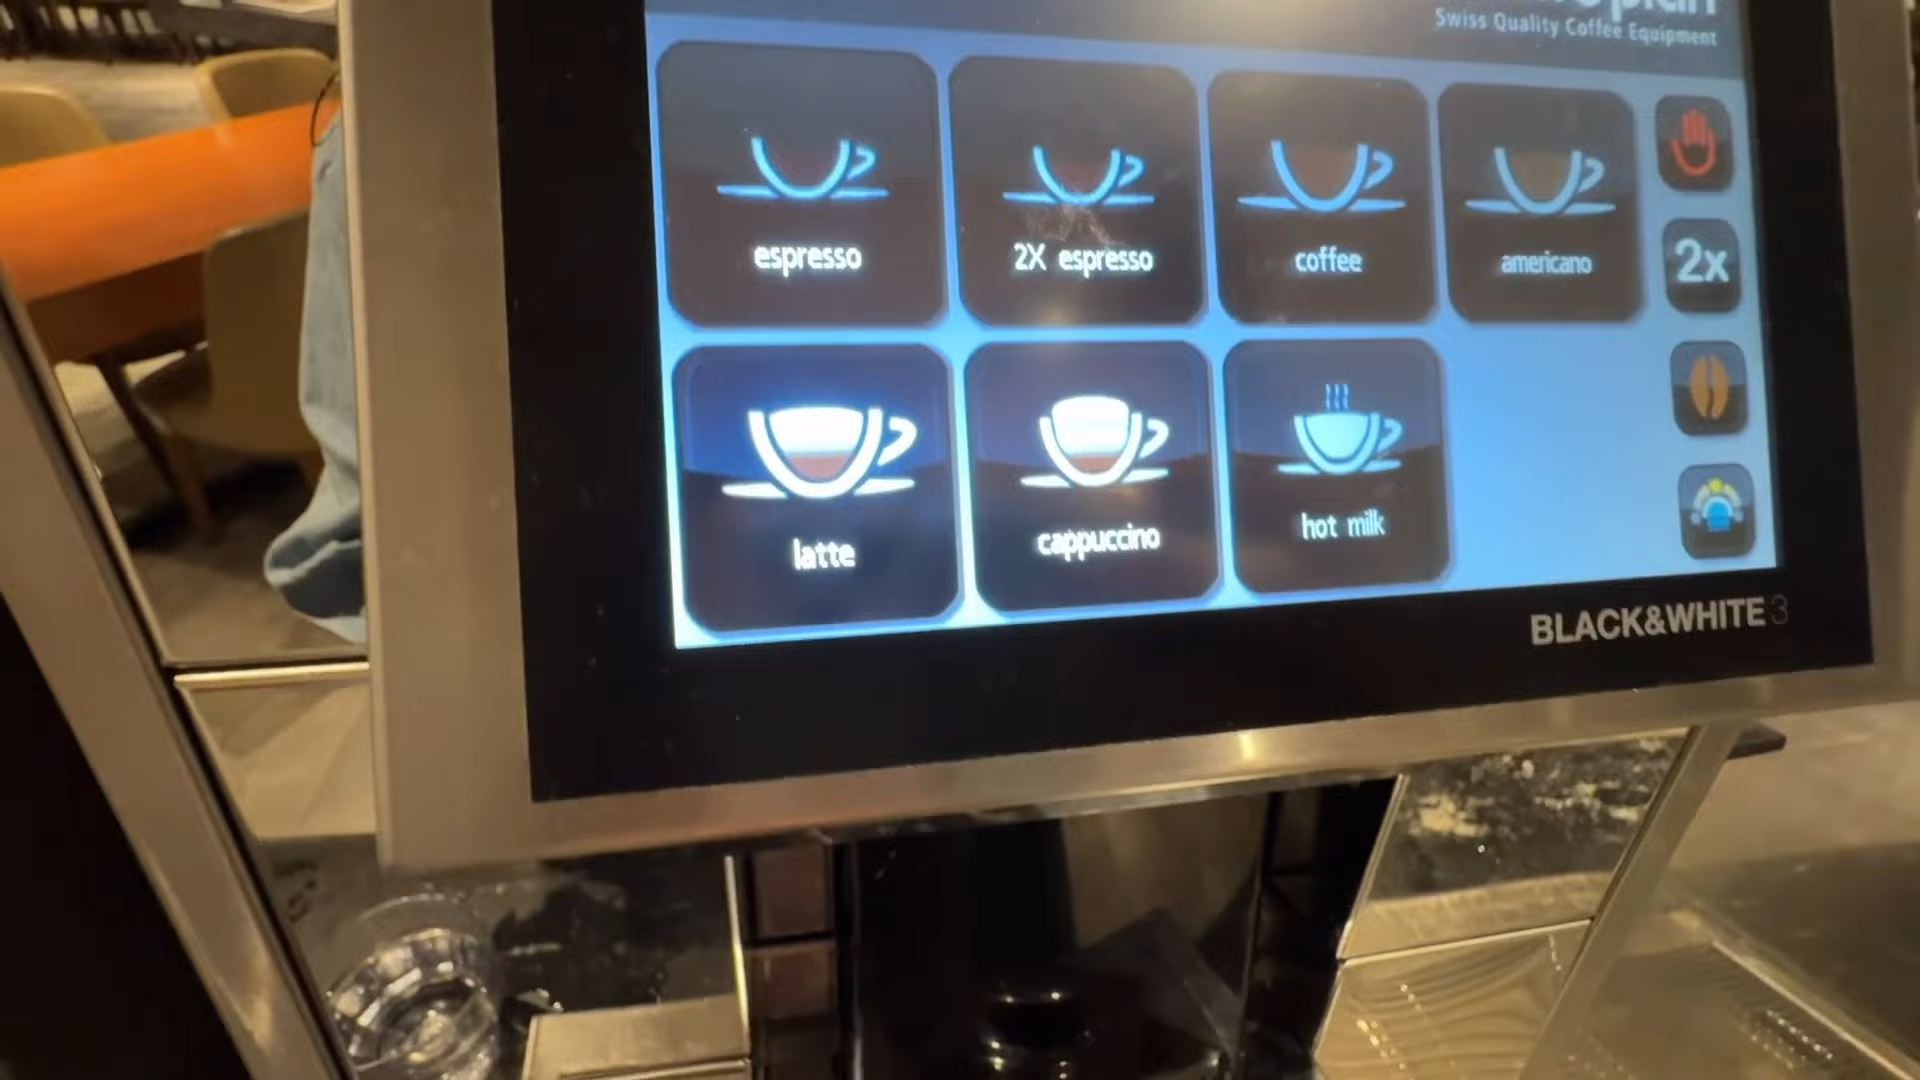 Swiss Quality Coffee Equipment
espresso
2X espresso
coffee
americano
2x
latte
cappuccino
hot milk
BLACK&WHITE3